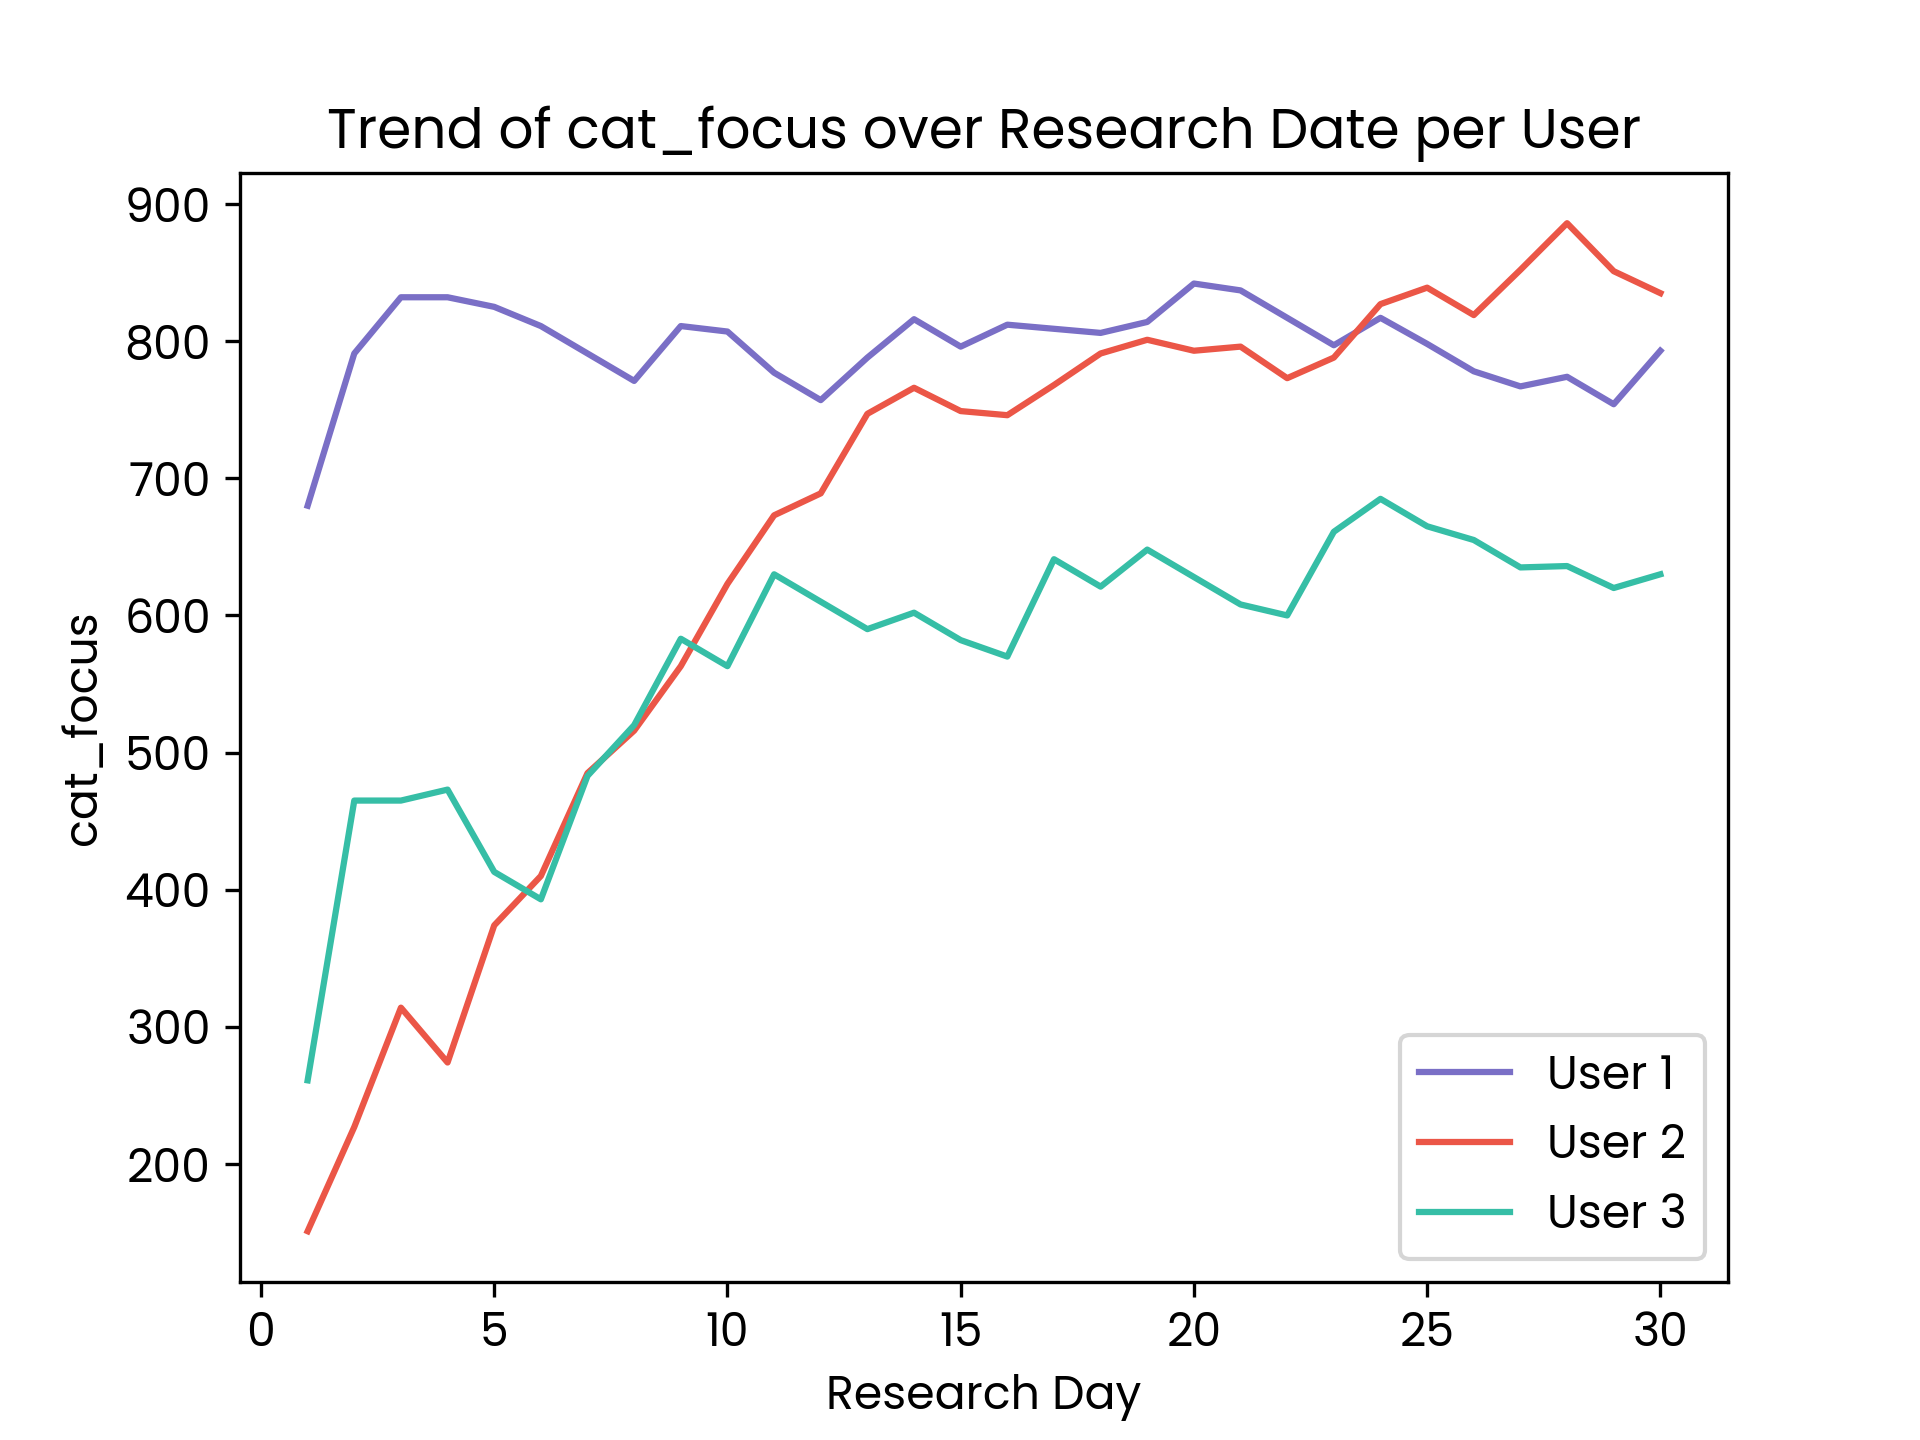 Trend of cat_focus over Research Date per User
900
800
700
600
500
400
300
200
cat_focus
0 5 10 15 20 25 30
Research Day
User 1
User 2
User 3